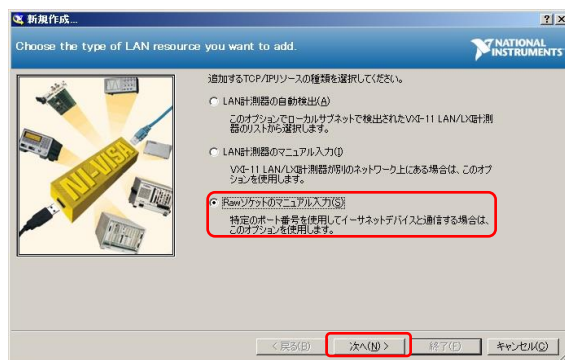 新規作成...
Choose the type of LAN resource you want to add.
NATIONAL
INSTRUMENTS
追加するTCP/IPリソースの種類を選択してください。
LAN計測器の自動検出(A)
このオプションでローカルサブネットで検出されたVXI-11 LAN/LXI計測
器のリストから選択します。
LAN計測器のマニュアル入力(I)
VXI-11 LAN/LXI計測器が別のネットワーク上にある場合は、このオプ
ションを使用します。
Rawソケットのマニュアル入力(S)
特定のポート番号を使用してイーサネットデバイスと通信する場合は、
このオプションを使用します。
NI-VISA
< 戻る(B)
次へ(N) >
終了(F)
キャンセル(C)